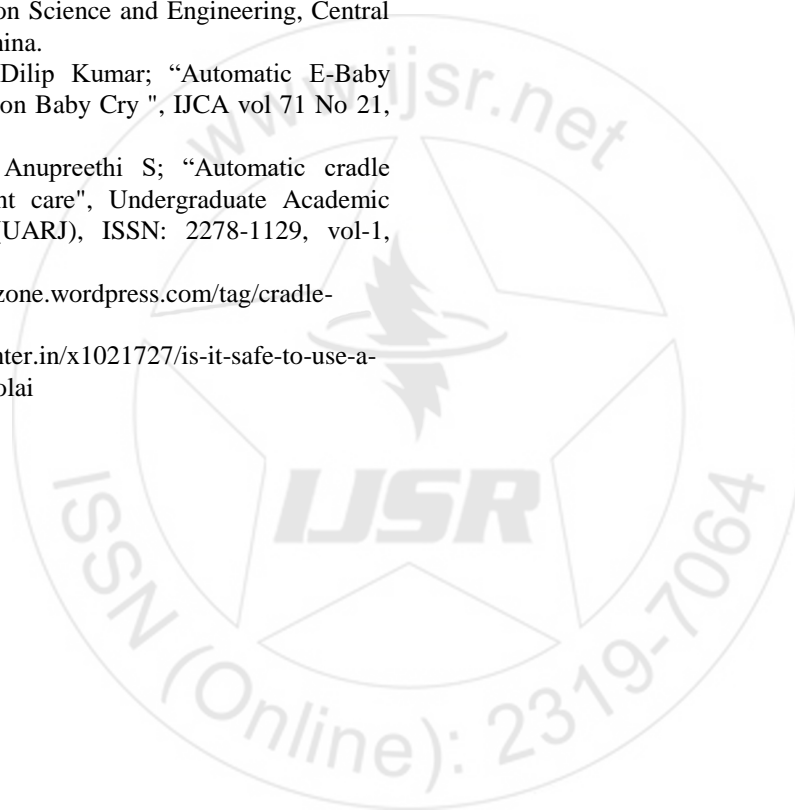 on Science and Engineering, Central
ina.
Dilip Kumar; “Automatic E-Baby
on Baby Cry ", IJCA vol 71 No 21,
Anupreethi S; “Automatic cradle
nt care", Undergraduate Academic
(UARJ), ISSN: 2278-1129, vol-1,
zone.wordpress.com/tag/cradle-
nter.in/x1021727/is-it-safe-to-use-a-
olai
www.ijsr.net
IJSR
ISSN (Online): 2319-7064